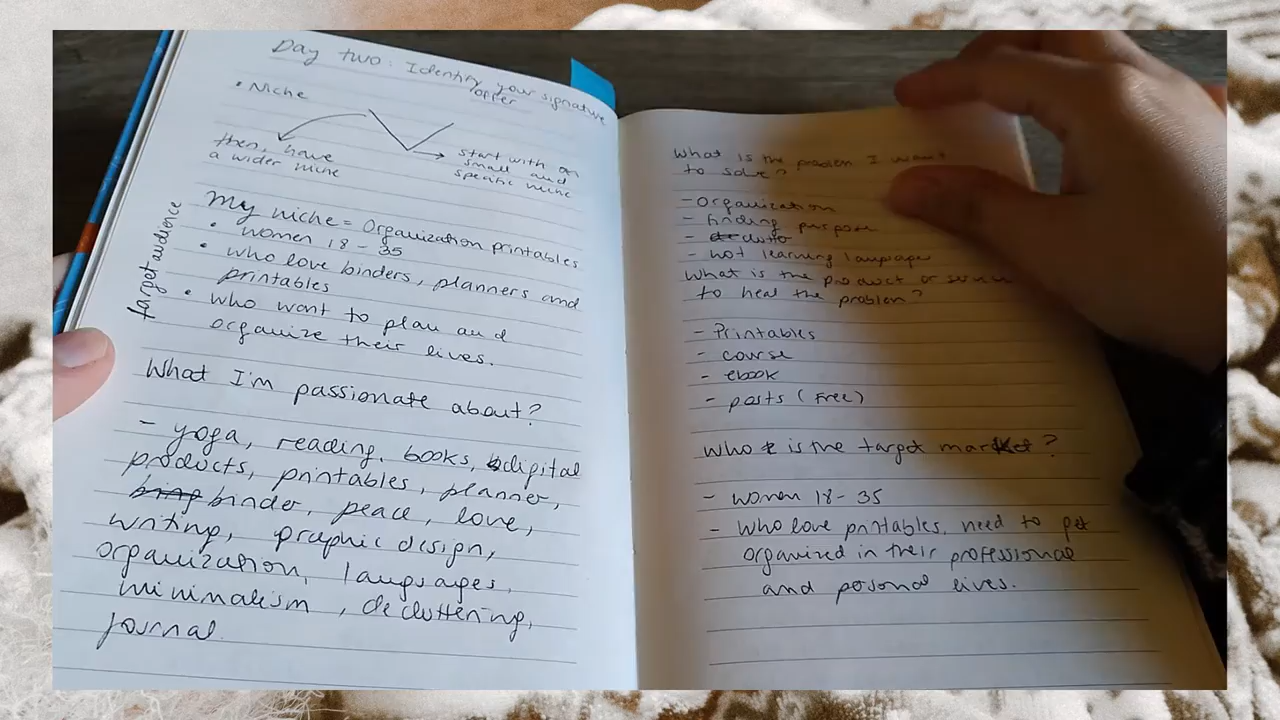 Day two: Identify your signature
offer
• Niche
then, have
a wider niche
start with a
small and
specific niche
My niche = Organization printables
target audience
• women 18 - 35
• who love binders, planners and
printables
• who want to plan and
organize their lives.
What I'm passionate about?
- yoga, reading, books, digital
products, printables, planner,
binder, peace, love,
writing, graphic design,
organization, languages,
minimalism, decluttering,
journal.
What is the problem I want
to solve?
- Organization
- finding purpose
- clutter
- not learning languages
What is the product or service
to heal the problem?
- Printables
- course
- ebook
- posts (Free)
Who is the target market?
- women 18 - 35
- who love printables, need to get
organized in their professional
and personal lives.